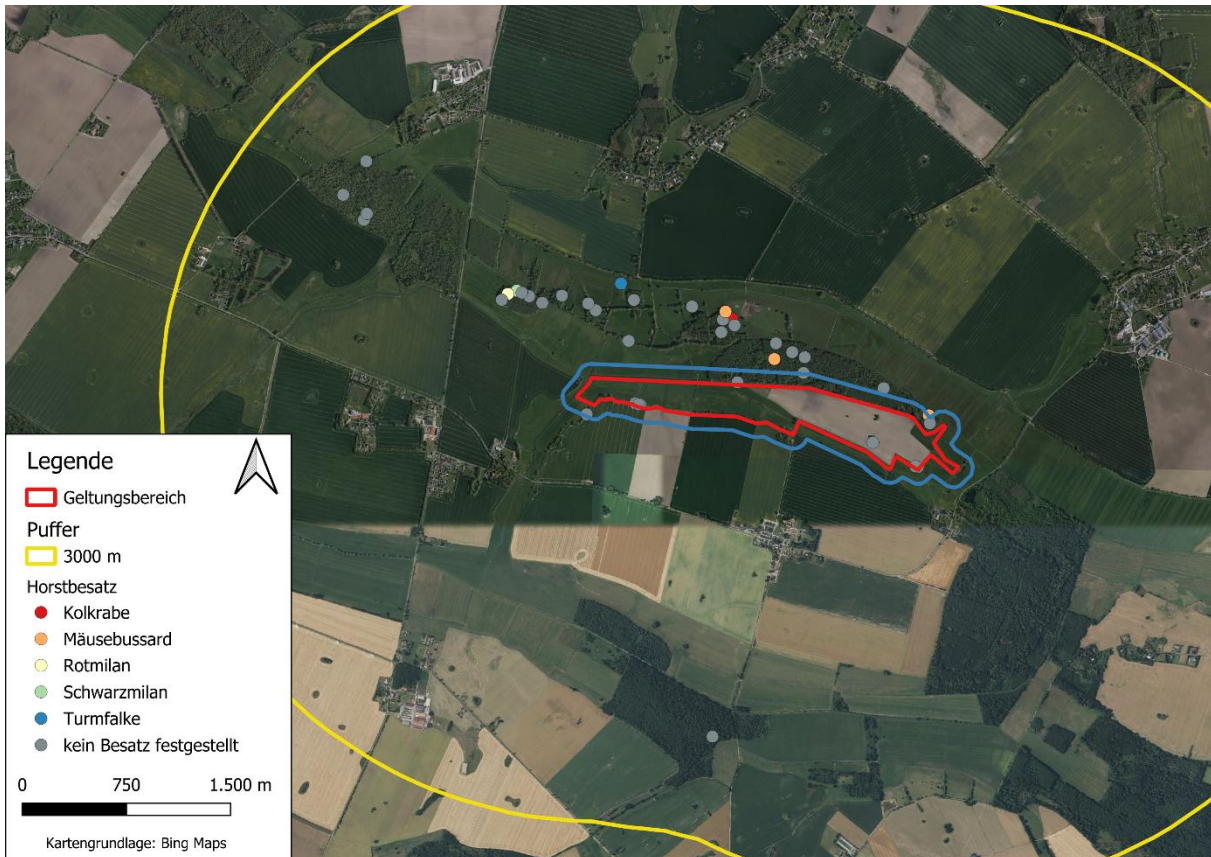 Legende
Geltungsbereich
Puffer
3000 m
Horstbesatz
Kolkrabe
Mäusebussard
Rotmilan
Schwarzmilan
Turmfalke
kein Besatz festgestellt
0 750 1.500 m
Kartengrundlage: Bing Maps